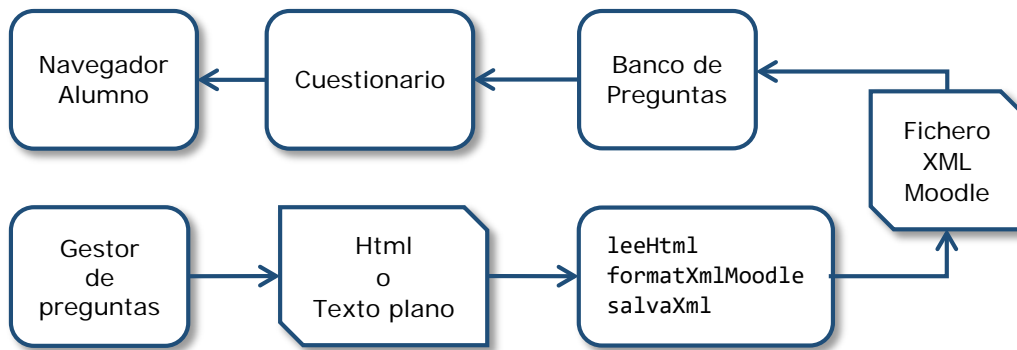 Navegador
Alumno
Cuestionario
Banco de
Preguntas
Fichero
XML
Moodle
Gestor
de
preguntas
Html
o
Texto plano
leeHtml
formatXmlMoodle
salvaXml